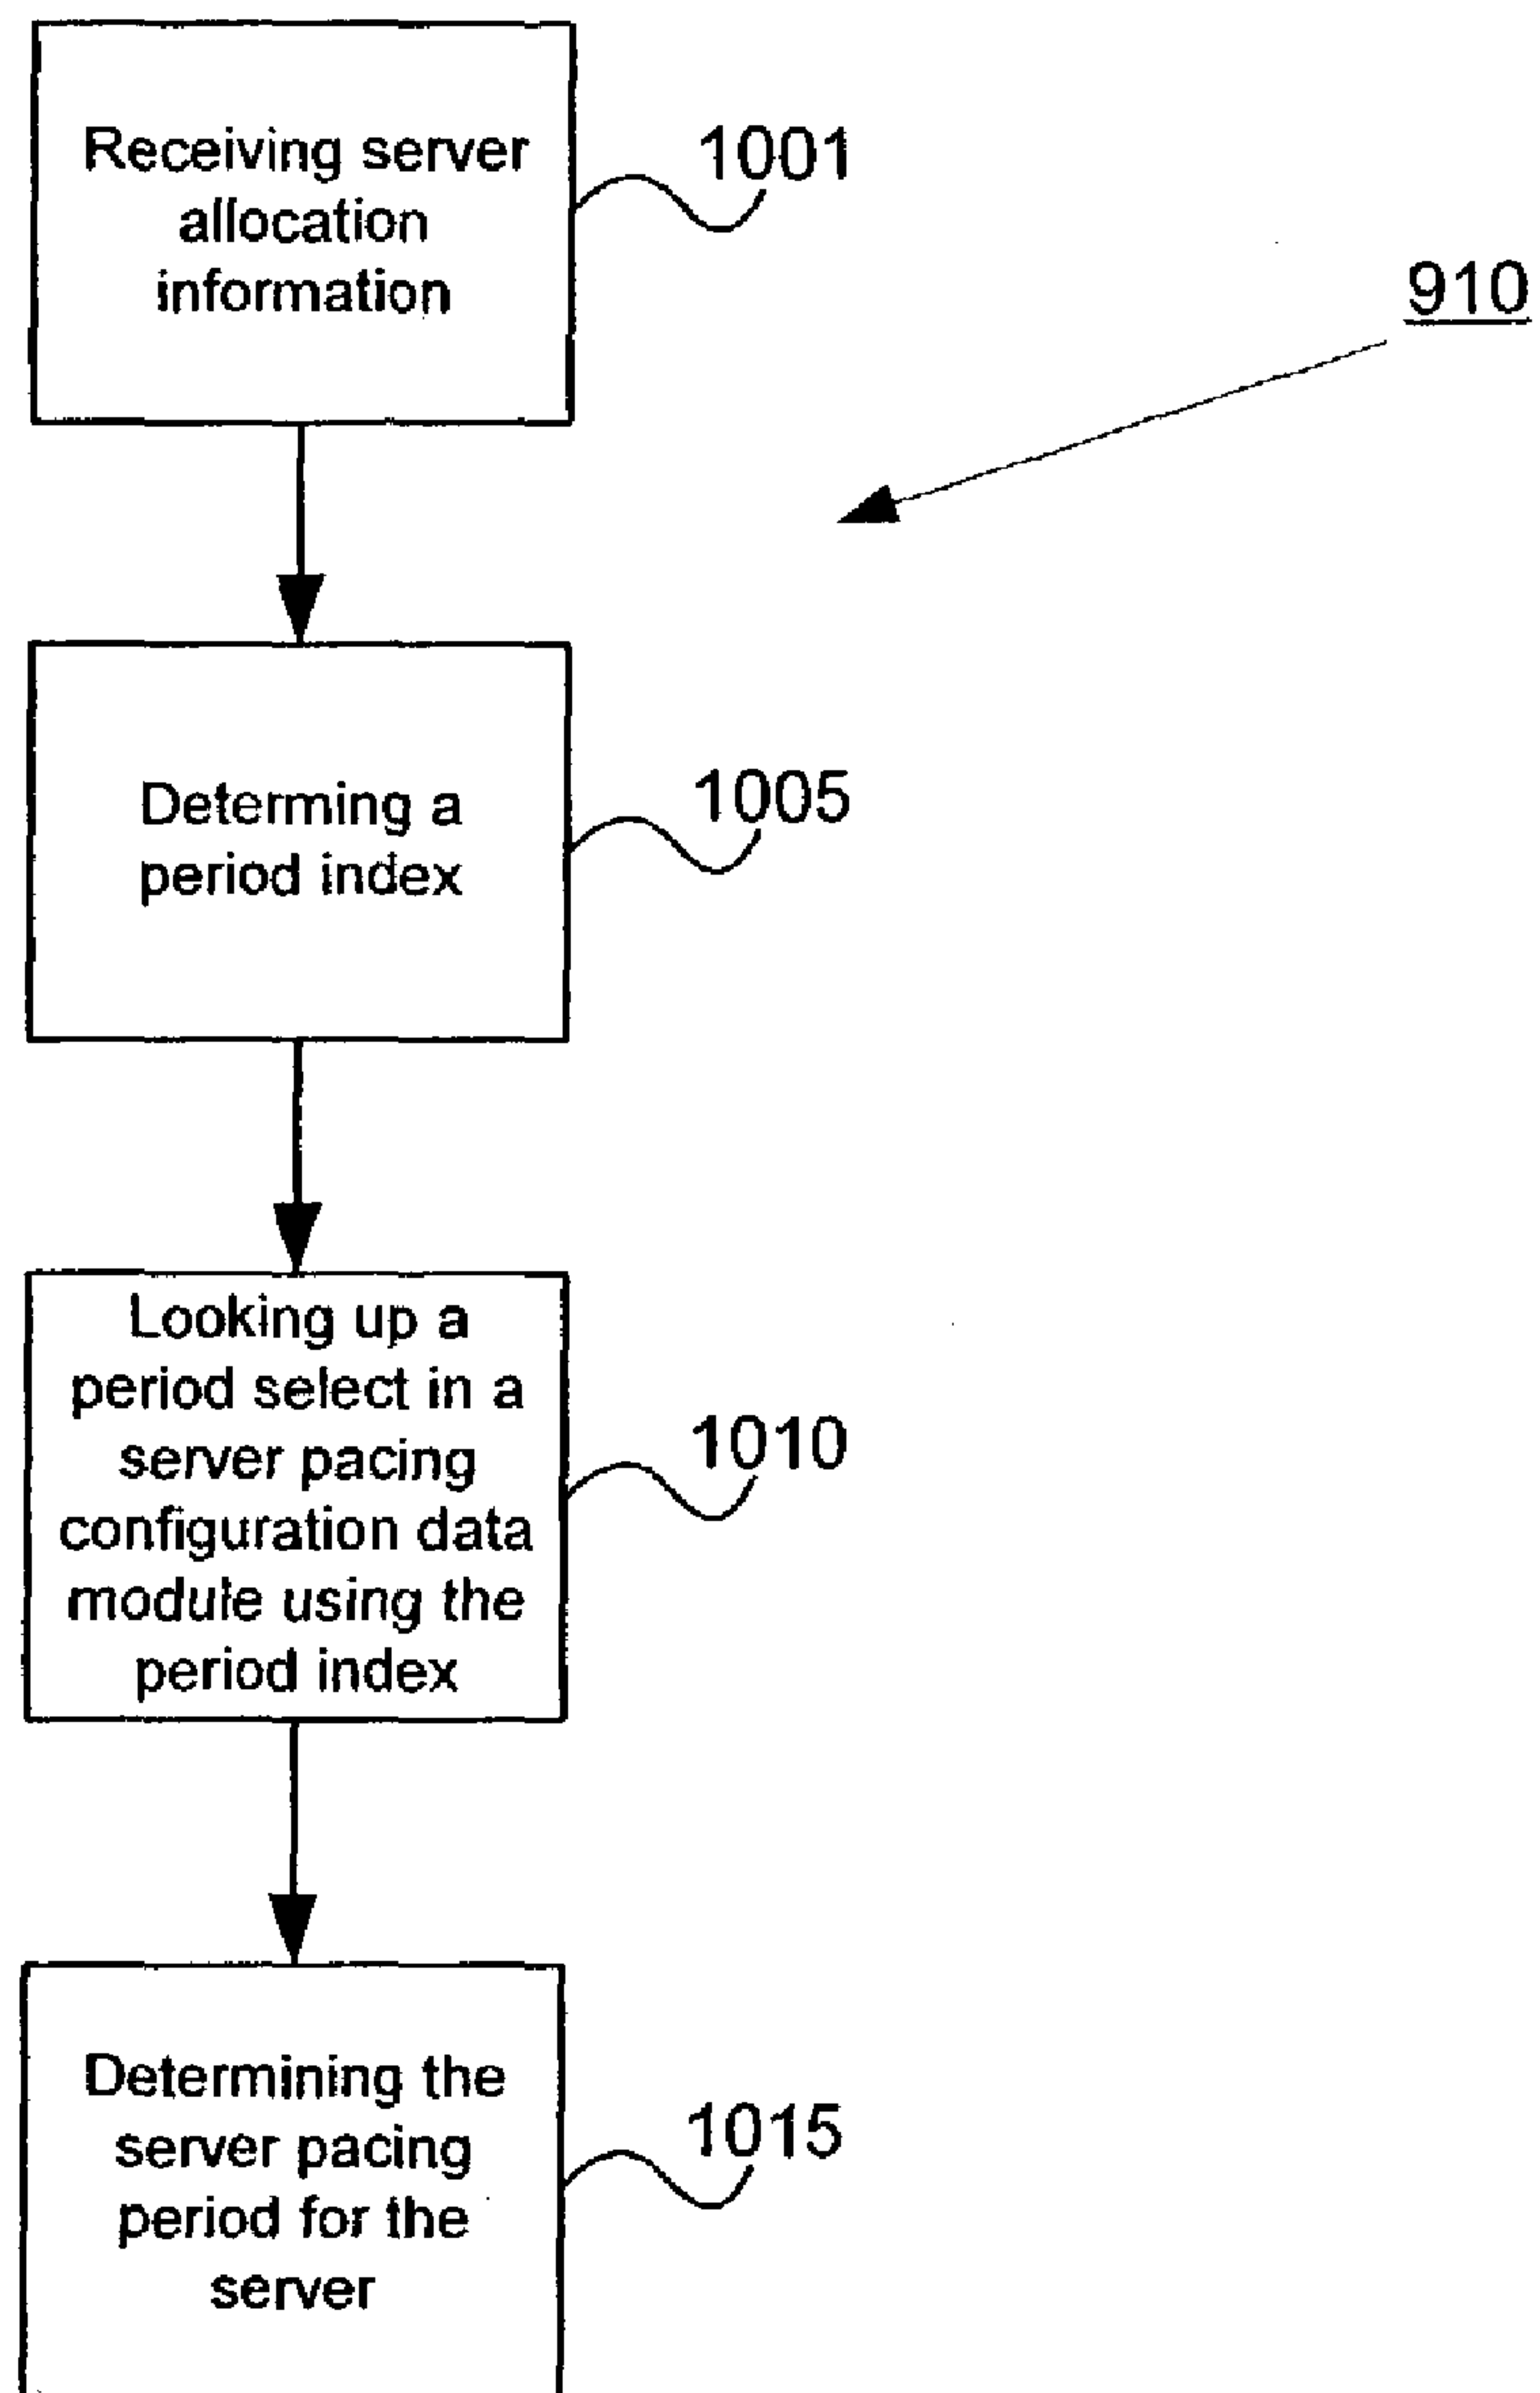 Receiving server
allocation
information
1001
910
Determing a
period index
1005
Looking up a
period select in a
server pacing
configuration data
module using the
period index
1010
Determining the
server pacing
period for the
server
1015